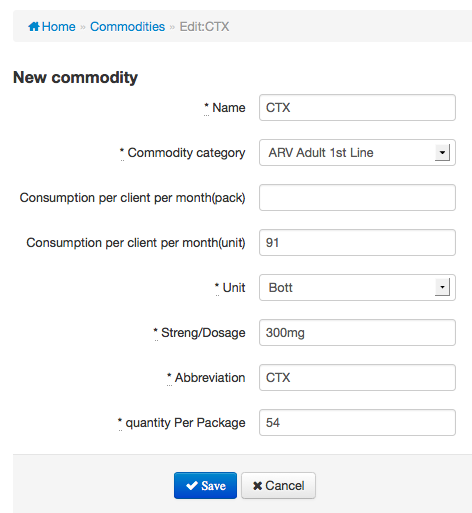 Home » Commodities » Edit:CTX
New commodity
* Name CTX
* Commodity category ARV Adult 1st Line
Consumption per client per month(pack)
Consumption per client per month(unit) 91
* Unit Bott
* Streng/Dosage 300mg
* Abbreviation CTX
* quantity Per Package 54
Save Cancel